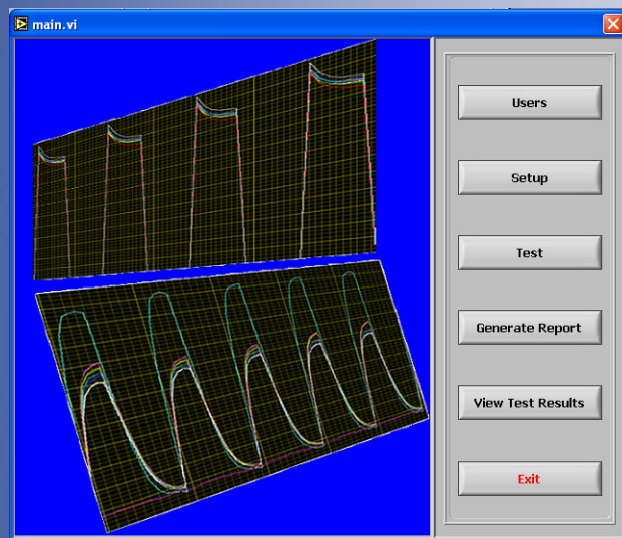 main.vi
Users
Setup
Test
Generate Report
View Test Results
Exit